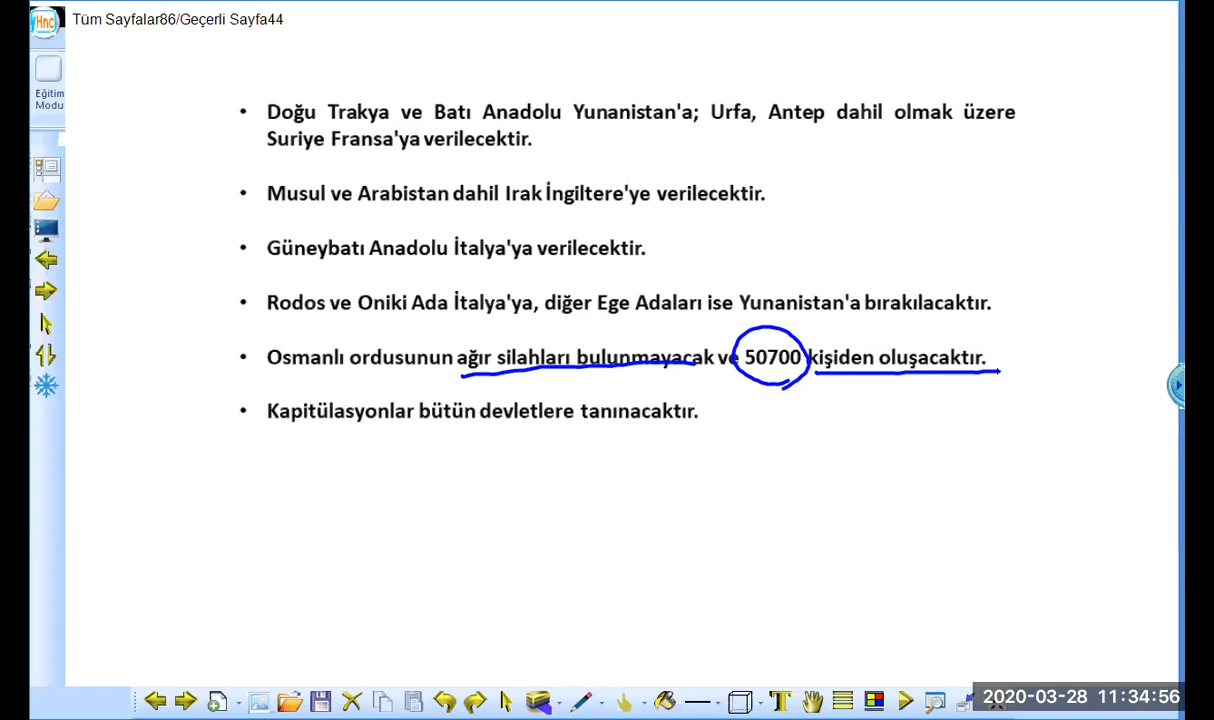 Hnc
Tüm Sayfalar86/Geçerli Sayfa44
Eğitim
Modu
• Doğu Trakya ve Batı Anadolu Yunanistan'a; Urfa, Antep dahil olmak üzere
Suriye Fransa'ya verilecektir.
• Musul ve Arabistan dahil Irak İngiltere'ye verilecektir.
• Güneybatı Anadolu İtalya'ya verilecektir.
• Rodos ve Oniki Ada İtalya'ya, diğer Ege Adaları ise Yunanistan'a bırakılacaktır.
• Osmanlı ordusunun ağır silahları bulunmayacak ve 50700 kişiden oluşacaktır.
• Kapitülasyonlar bütün devletlere tanınacaktır.
2020-03-28 11:34:56